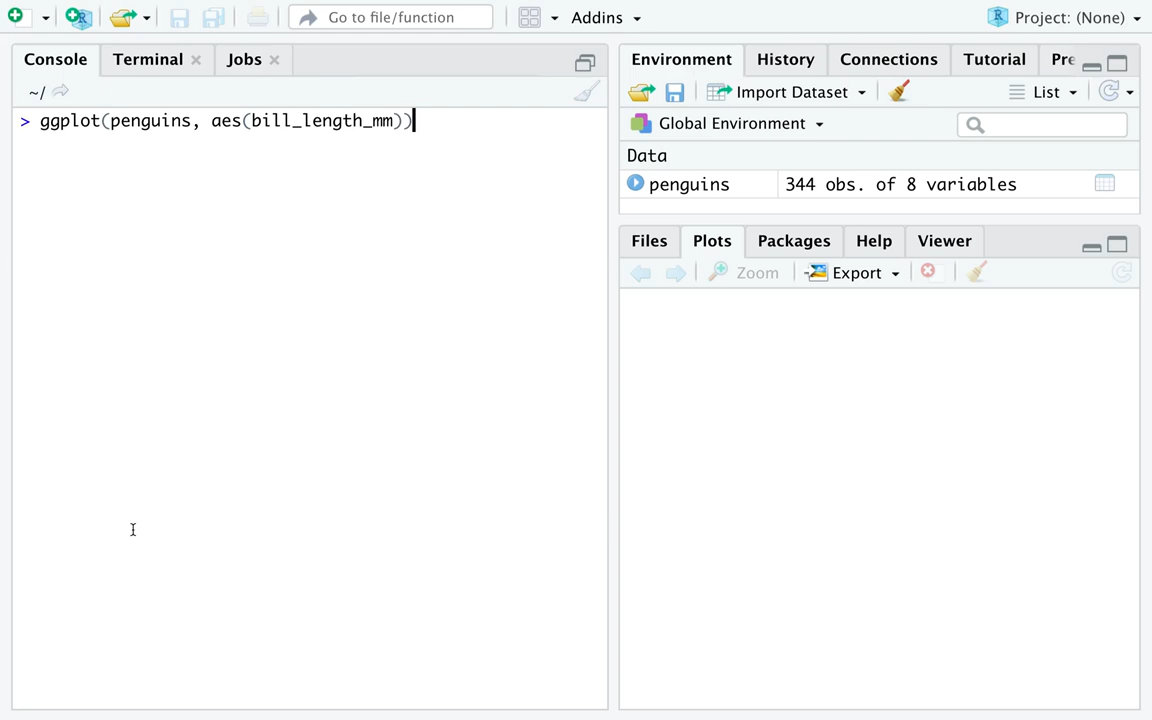 Go to file/function Addins Project: (None)
Console Terminal Jobs
~/
> ggplot(penguins, aes(bill_length_mm))
Environment History Connections Tutorial Pre
Import Dataset List
Global Environment
Data
penguins 344 obs. of 8 variables
Files Plots Packages Help Viewer
Zoom Export